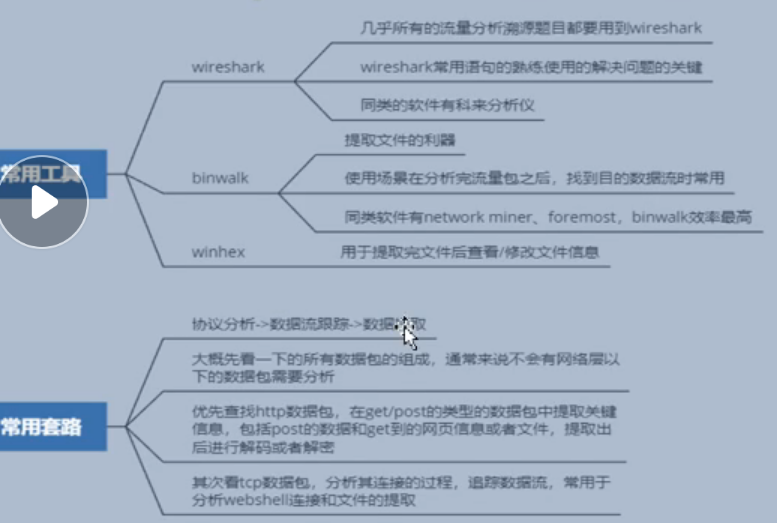 几乎所有的流量分析溯源题目都要用到wireshark
wireshark
wireshark常用语句的熟练使用的解决问题的关键
同类的软件有科来分析仪
常用工具
提取文件的利器
binwalk
使用场景在分析完流量包之后，找到目的数据流时常用
同类软件有network miner、foremost，binwalk效率最高
winhex
用于提取完文件后查看/修改文件信息
协议分析->数据流跟踪->数据取
大概先看一下的所有数据包的组成，通常来说不会有网络层以
下的数据包需要分析
常用套路
优先查找http数据包，在get/post的类型的数据包中提取关键
信息，包括post的数据和get到的网页信息或者文件，提取出
后进行解码或者解密
其次看tcp数据包，分析其连接的过程，追踪数据流，常用于
分析webshell连接和文件的提取